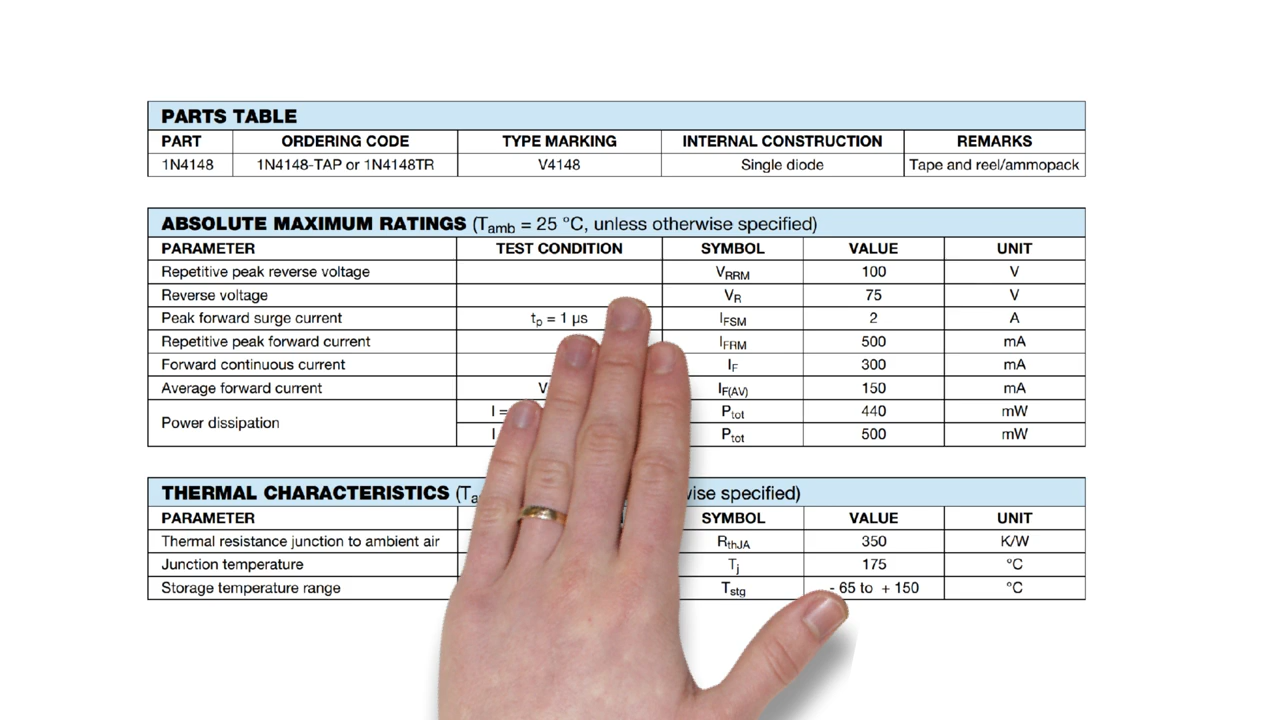 PARTS TABLE
PART ORDERING CODE TYPE MARKING INTERNAL CONSTRUCTION REMARKS
1N4148 1N4148-TAP or 1N4148TR V4148 Single diode Tape and reel/ammopack
ABSOLUTE MAXIMUM RATINGS (Tamb = 25 °C, unless otherwise specified)
PARAMETER TEST CONDITION SYMBOL VALUE UNIT
Repetitive peak reverse voltage VRRM 100 V
Reverse voltage VR 75 V
Peak forward surge current tp = 1 µs IFSM 2 A
Repetitive peak forward current IFRM 500 mA
Forward continuous current IF 300 mA
Average forward current V IF(AV) 150 mA
Power dissipation
l = Ptot 440 mW
l Ptot 500 mW
THERMAL CHARACTERISTICS specified)
PARAMETER SYMBOL VALUE UNIT
Thermal resistance junction to ambient air RthJA 350 K/W
Junction temperature Tj 175 °C
Storage temperature range Tstg - 65 to + 150 °C